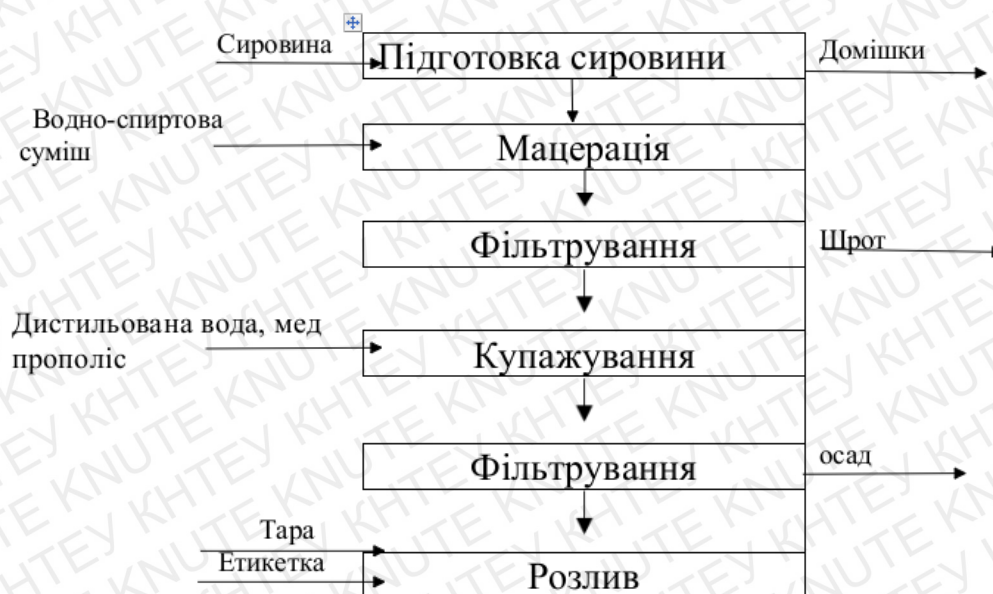 Сировина
Підготовка сировини
Домішки
Водно-спиртова
суміш
Мацерація
Фільтрування
Шрот
Дистильована вода, мед
прополіс
Купажування
Фільтрування
осад
Тара
Етикетка
Розлив